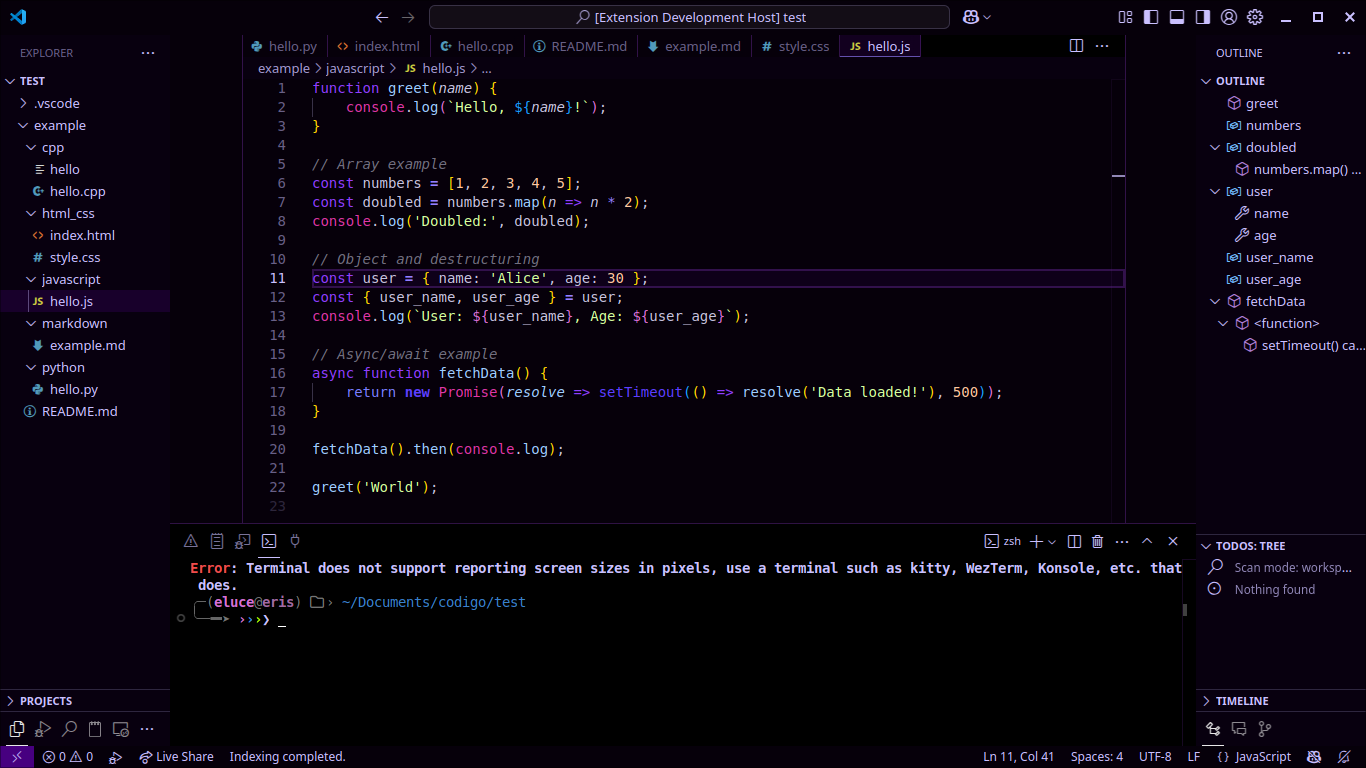 [Extension Development Host] test
EXPLORER
TEST
.vscode
example
cpp
hello
hello.cpp
html_css
index.html
style.css
javascript
hello.js
markdown
example.md
python
hello.py
README.md
PROJECTS
hello.py
index.html
hello.cpp
README.md
example.md
style.css
JS hello.js
example > javascript > JS hello.js > ...
1 function greet(name) {
2     console.log(`Hello, ${name}!`);
3 }
4
5 // Array example
6 const numbers = [1, 2, 3, 4, 5];
7 const doubled = numbers.map(n => n * 2);
8 console.log('Doubled:', doubled);
9
10 // Object and destructuring
11 const user = { name: 'Alice', age: 30 };
12 const { user_name, user_age } = user;
13 console.log(`User: ${user_name}, Age: ${user_age}`);
14
15 // Async/await example
16 async function fetchData() {
17     return new Promise(resolve => setTimeout(() => resolve('Data loaded!'), 500));
18 }
19
20 fetchData().then(console.log);
21
22 greet('World');
23
zsh
Error: Terminal does not support reporting screen sizes in pixels, use a terminal such as kitty, WezTerm, Konsole, etc. that
does.
(eluce@eris) › ~/Documents/codigo/test
›››❯ _
OUTLINE
OUTLINE
greet
numbers
doubled
numbers.map() ...
user
name
age
user_name
user_age
fetchData
<function>
setTimeout() ca...
TODOS: TREE
Scan mode: worksp...
Nothing found
TIMELINE
0 0
Live Share
Indexing completed.
Ln 11, Col 41
Spaces: 4
UTF-8
LF
{ } JavaScript